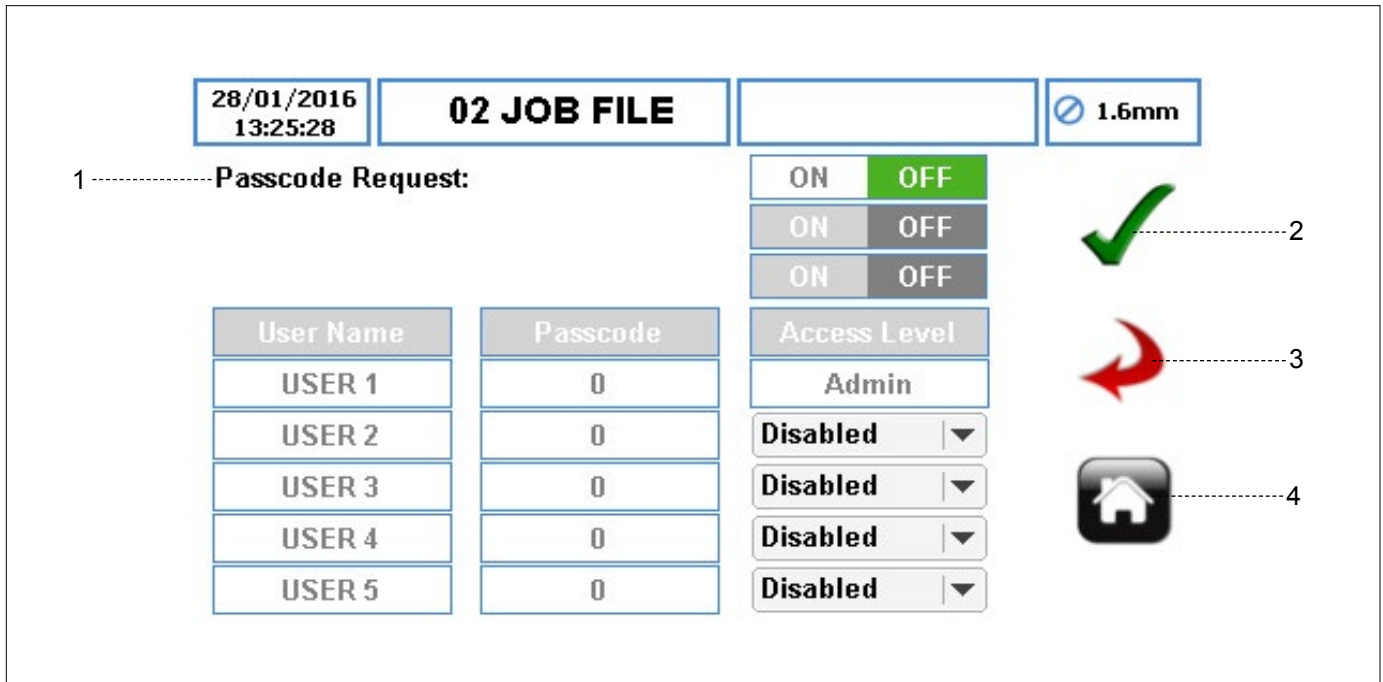 28/01/2016
13:25:28
02 JOB FILE
1.6mm
1
Passcode Request:
ON OFF
ON OFF
2
ON OFF
User Name Passcode Access Level
3
USER 1 0 Admin
USER 2 0 Disabled
USER 3 0 Disabled
4
USER 4 0 Disabled
USER 5 0 Disabled